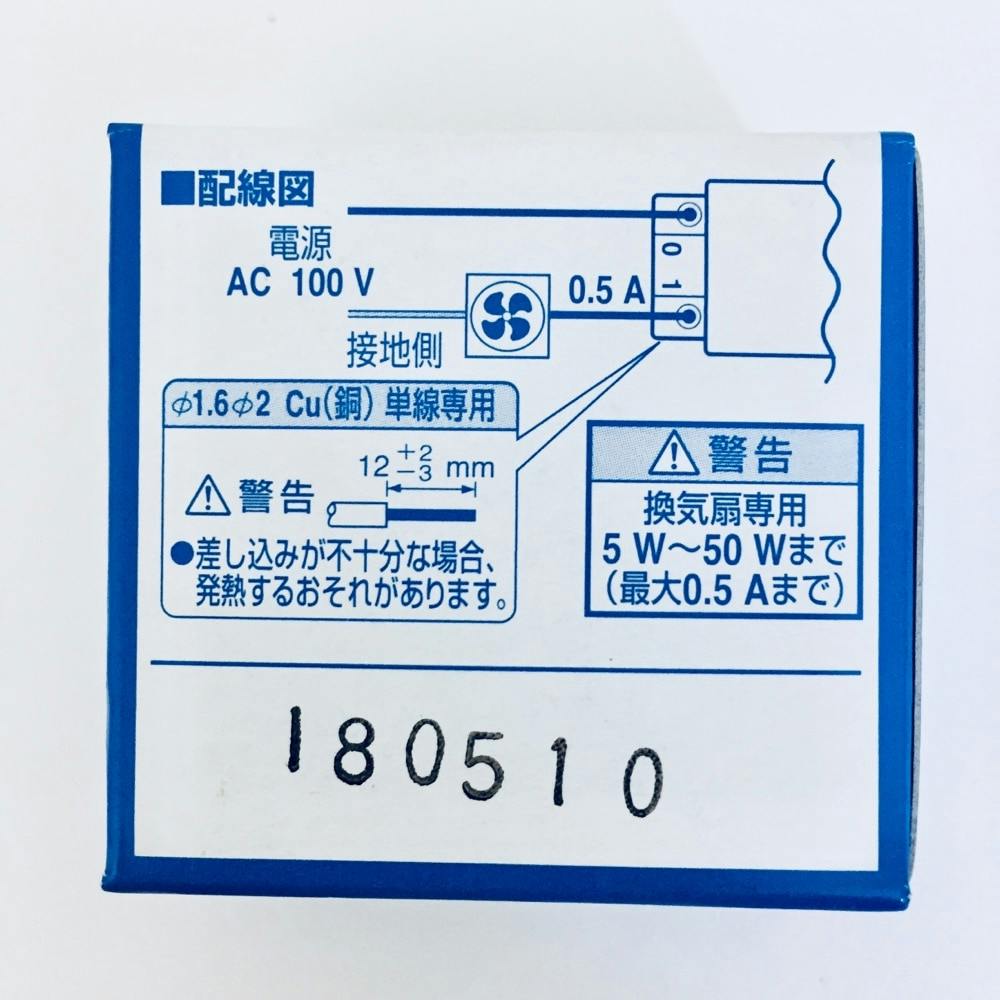 ■配線図
電源
AC 100 V
0
1
0.5 A
接地側
φ1.6φ2 Cu(銅) 単線専用
12 +2 −3 mm
⚠警告
●差し込みが不十分な場合、
発熱するおそれがあります。
⚠警告
換気扇専用
5 W～50 Wまで
(最大0.5 Aまで)
180510